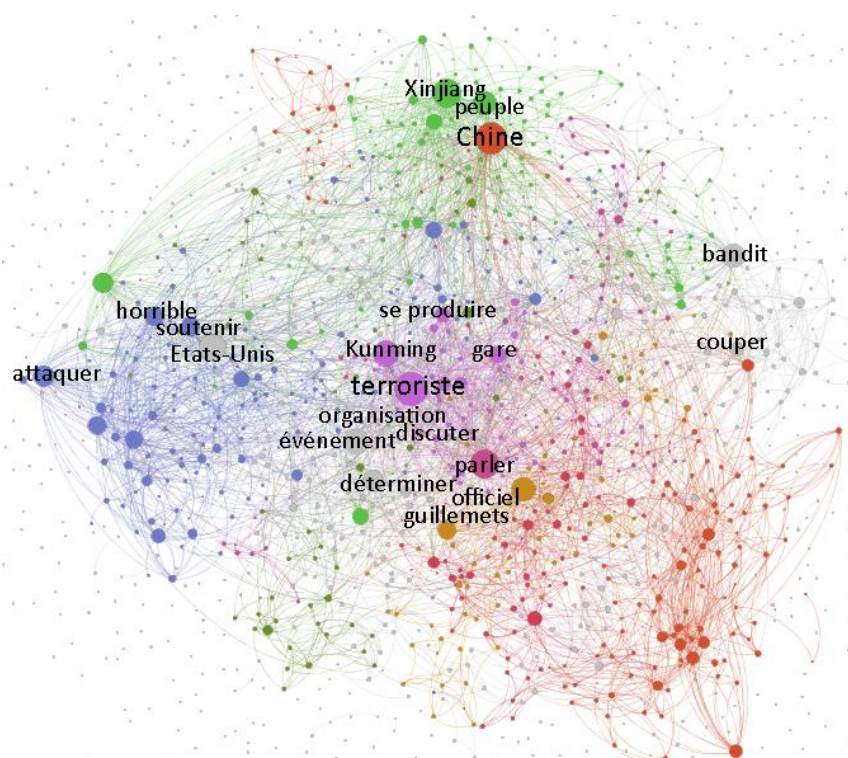 Xinjiang
peuple
Chine
bandit
horrible
se produire
soutenir
couper
Kunming
gare
Etats-Unis
attaquer
terroriste
organisation
discuter
événement
parler
déterminer
officiel
guillemets